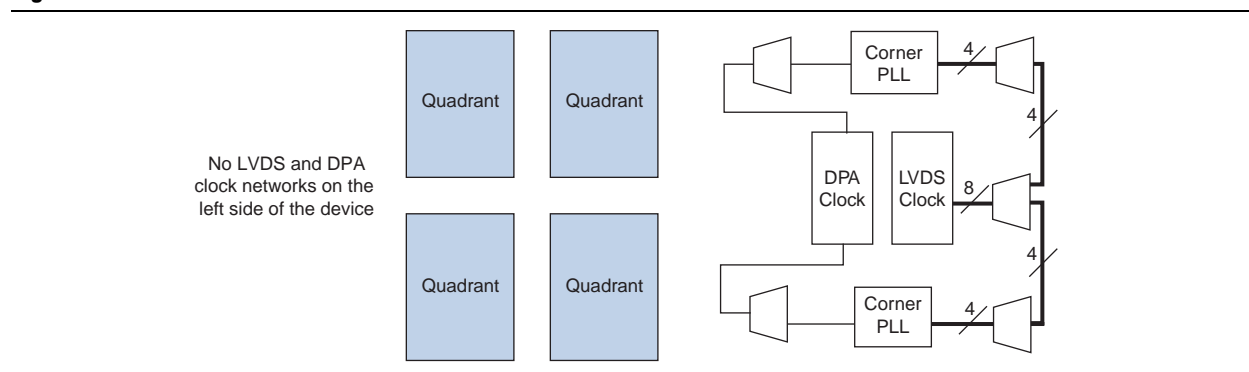 No LVDS and DPA
clock networks on the
left side of the device
Quadrant
Quadrant
Quadrant
Quadrant
Corner
PLL
4
4
DPA
Clock
LVDS
Clock
8
4
Corner
PLL
4